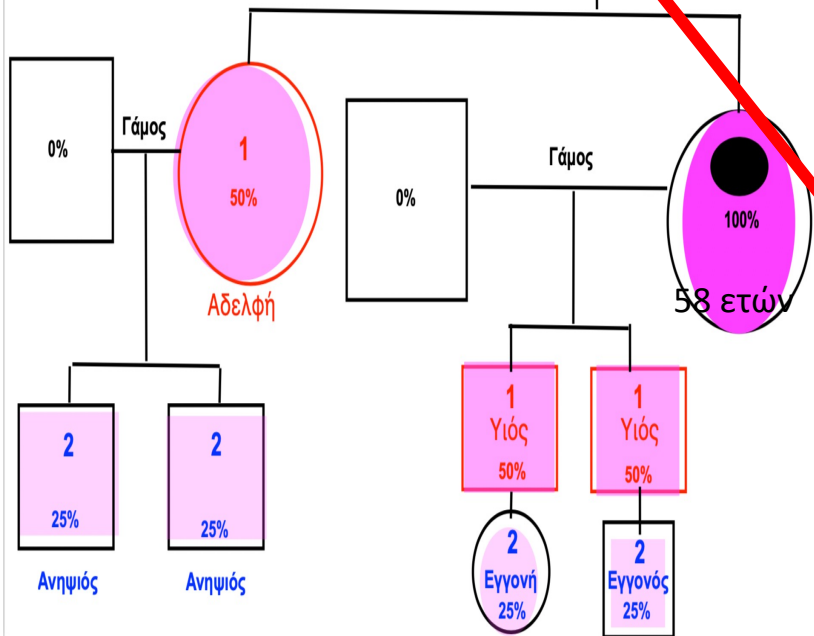 Γάμος
0%
1
50%
Αδελφή
Γάμος
0%
100%
58 ετών
2
25%
Ανηψιός
2
25%
Ανηψιός
1
Υιός
50%
1
Υιός
50%
2
Εγγονή
25%
2
Εγγονός
25%